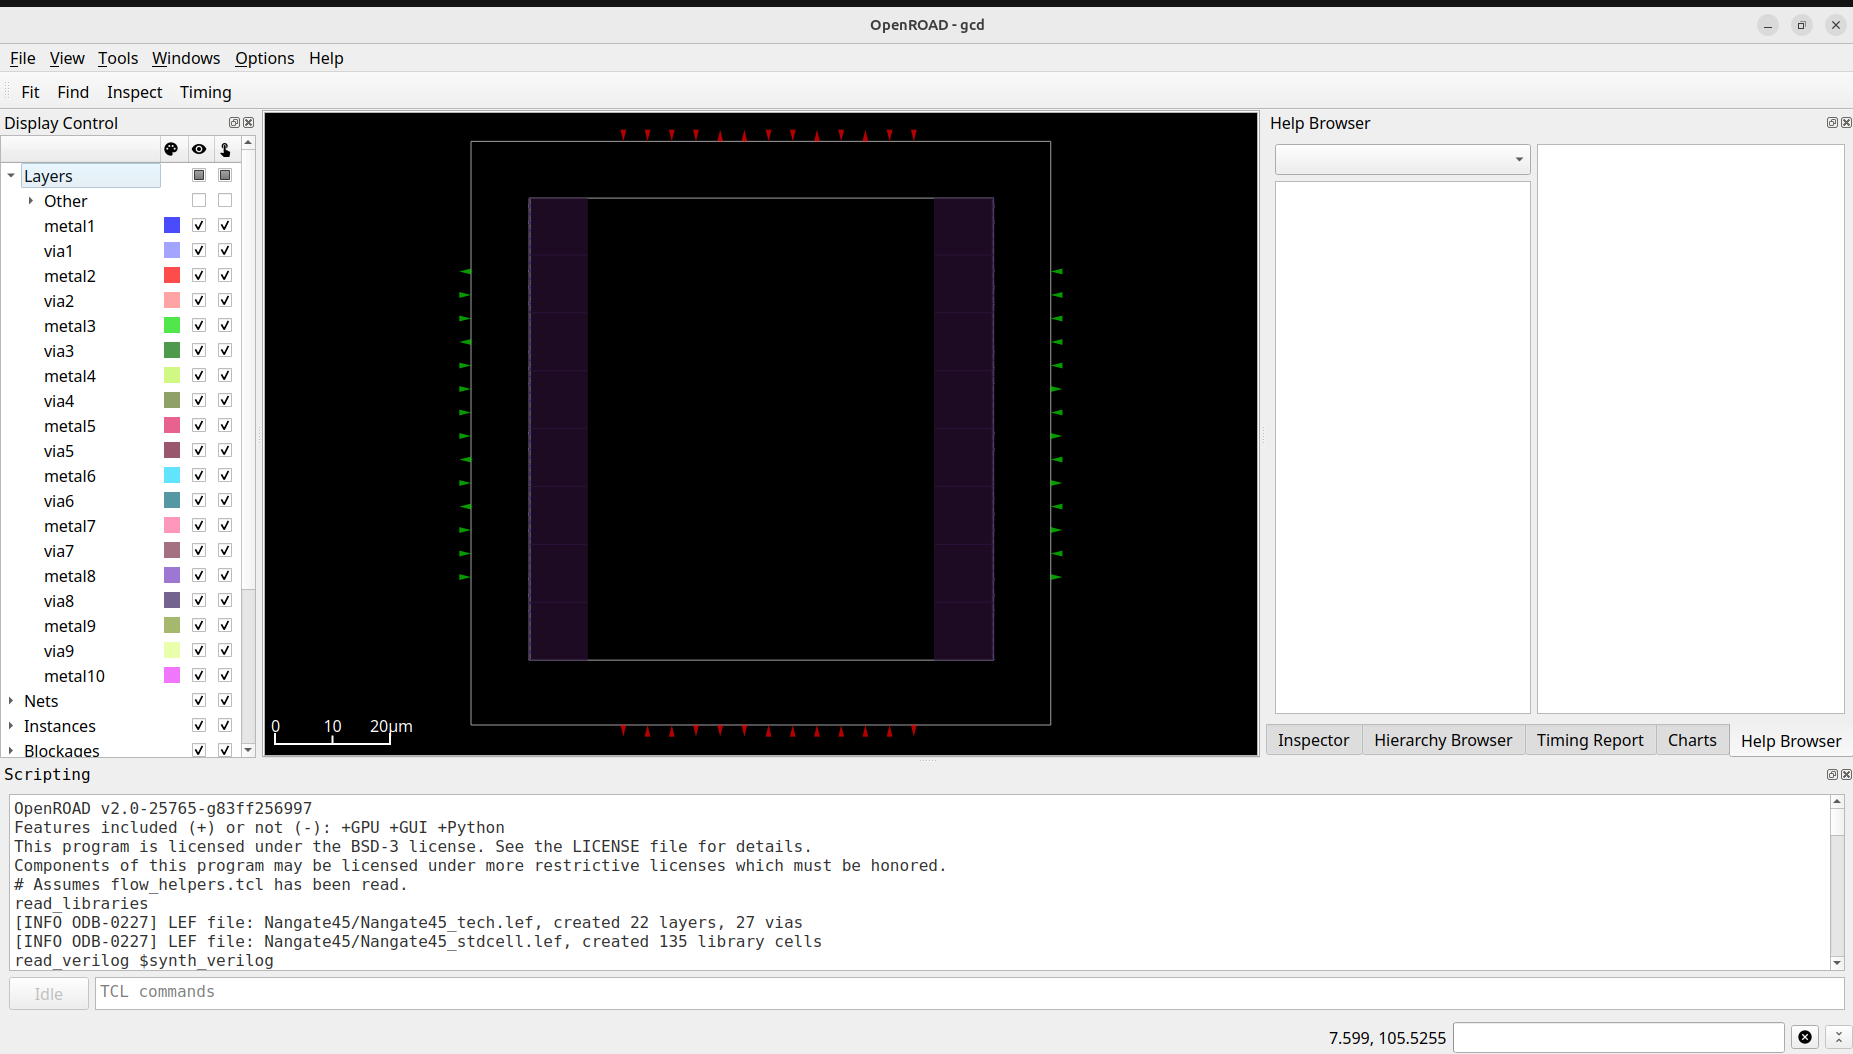 OpenROAD - gcd
File View Tools Windows Options Help
Fit Find Inspect Timing
Display Control
Layers
Other
metal1
via1
metal2
via2
metal3
via3
metal4
via4
metal5
via5
metal6
via6
metal7
via7
metal8
via8
metal9
via9
metal10
Nets
Instances
Blockages
0 10 20μm
Help Browser
Inspector Hierarchy Browser Timing Report Charts Help Browser
Scripting
OpenROAD v2.0-25765-g83ff256997
Features included (+) or not (-): +GPU +GUI +Python
This program is licensed under the BSD-3 license. See the LICENSE file for details.
Components of this program may be licensed under more restrictive licenses which must be honored.
# Assumes flow_helpers.tcl has been read.
read_libraries
[INFO ODB-0227] LEF file: Nangate45/Nangate45_tech.lef, created 22 layers, 27 vias
[INFO ODB-0227] LEF file: Nangate45/Nangate45_stdcell.lef, created 135 library cells
read_verilog $synth_verilog
Idle TCL commands
7.599, 105.5255